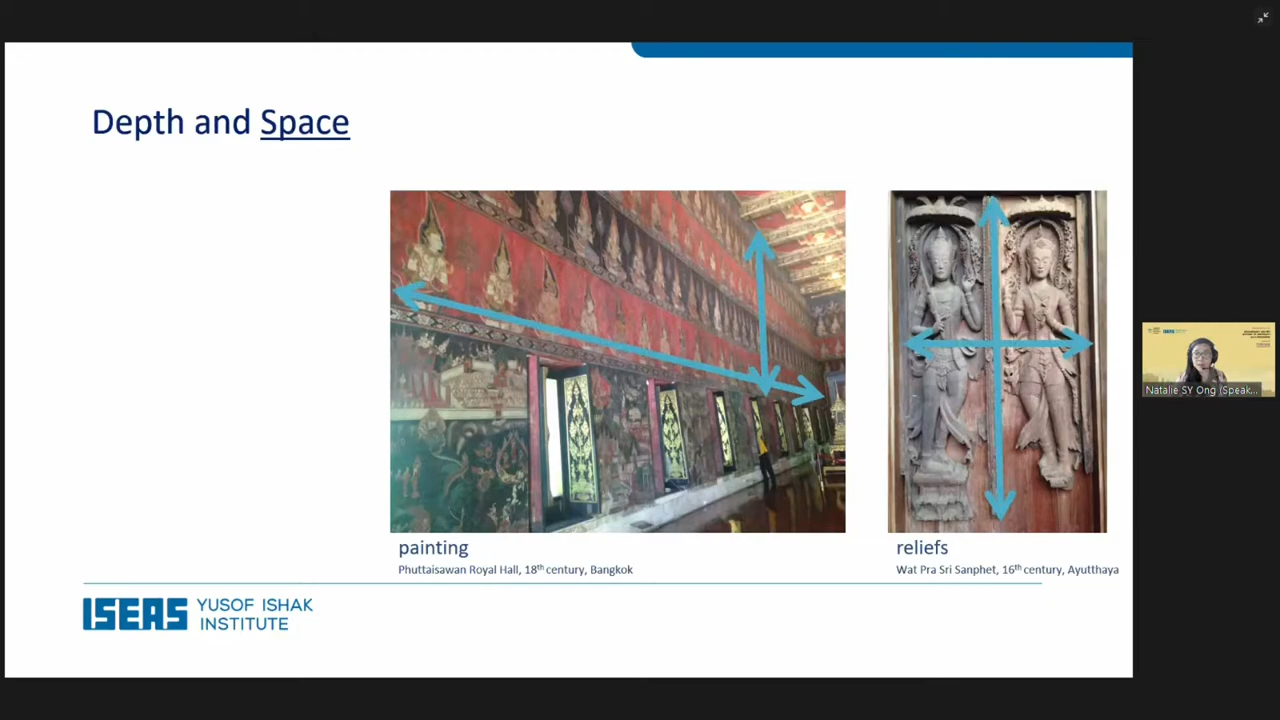 Depth and Space
painting
Phuttaisawan Royal Hall, 18th century, Bangkok
reliefs
Wat Pra Sri Sanphet, 16th century, Ayutthaya
ISEAS YUSOF ISHAK
INSTITUTE
ISEAS
Natalie SY Ong (Speak...